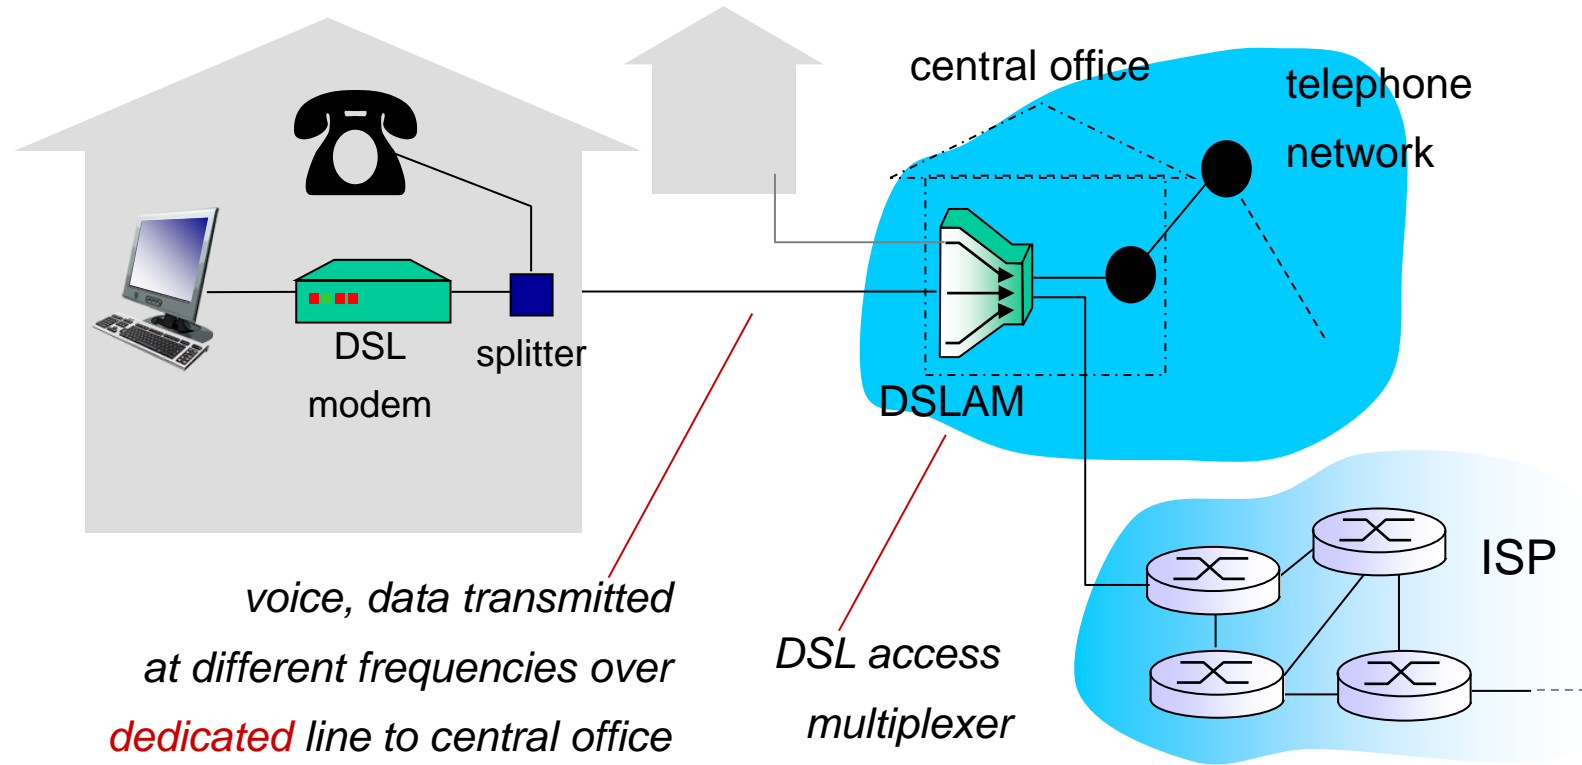 central office
telephone
network
DSL
modem
splitter
DSLAM
ISP
voice, data transmitted
at different frequencies over
dedicated line to central office
DSL access
multiplexer